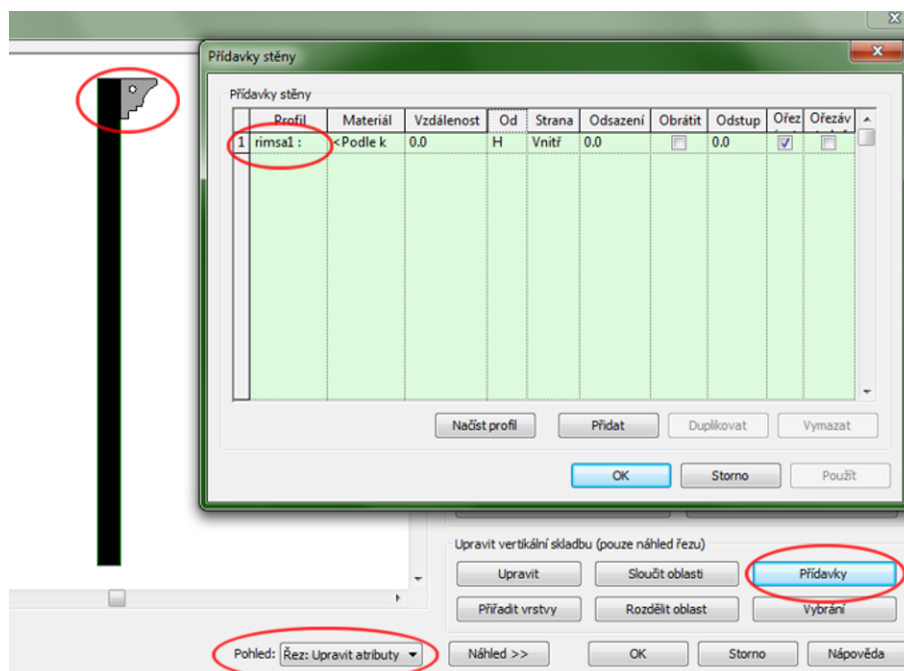 Přídavky stěny
Přídavky stěny
Profil Materiál Vzdálenost Od Strana Odsazení Obrátit Odstup Ořez Ořezáv
1 rimsa1 : <Podle k 0.0 H Vnitř 0.0 0.0
Načíst profil Přidat Duplikovat Vymazat
OK Storno Použít
Upravit vertikální skladbu (pouze náhled řezu)
Upravit Sloučit oblasti Přídavky
Přiřadit vrstvy Rozdělit oblast Vybrání
Pohled: Řez: Upravit atributy Náhled >> OK Storno Nápověda